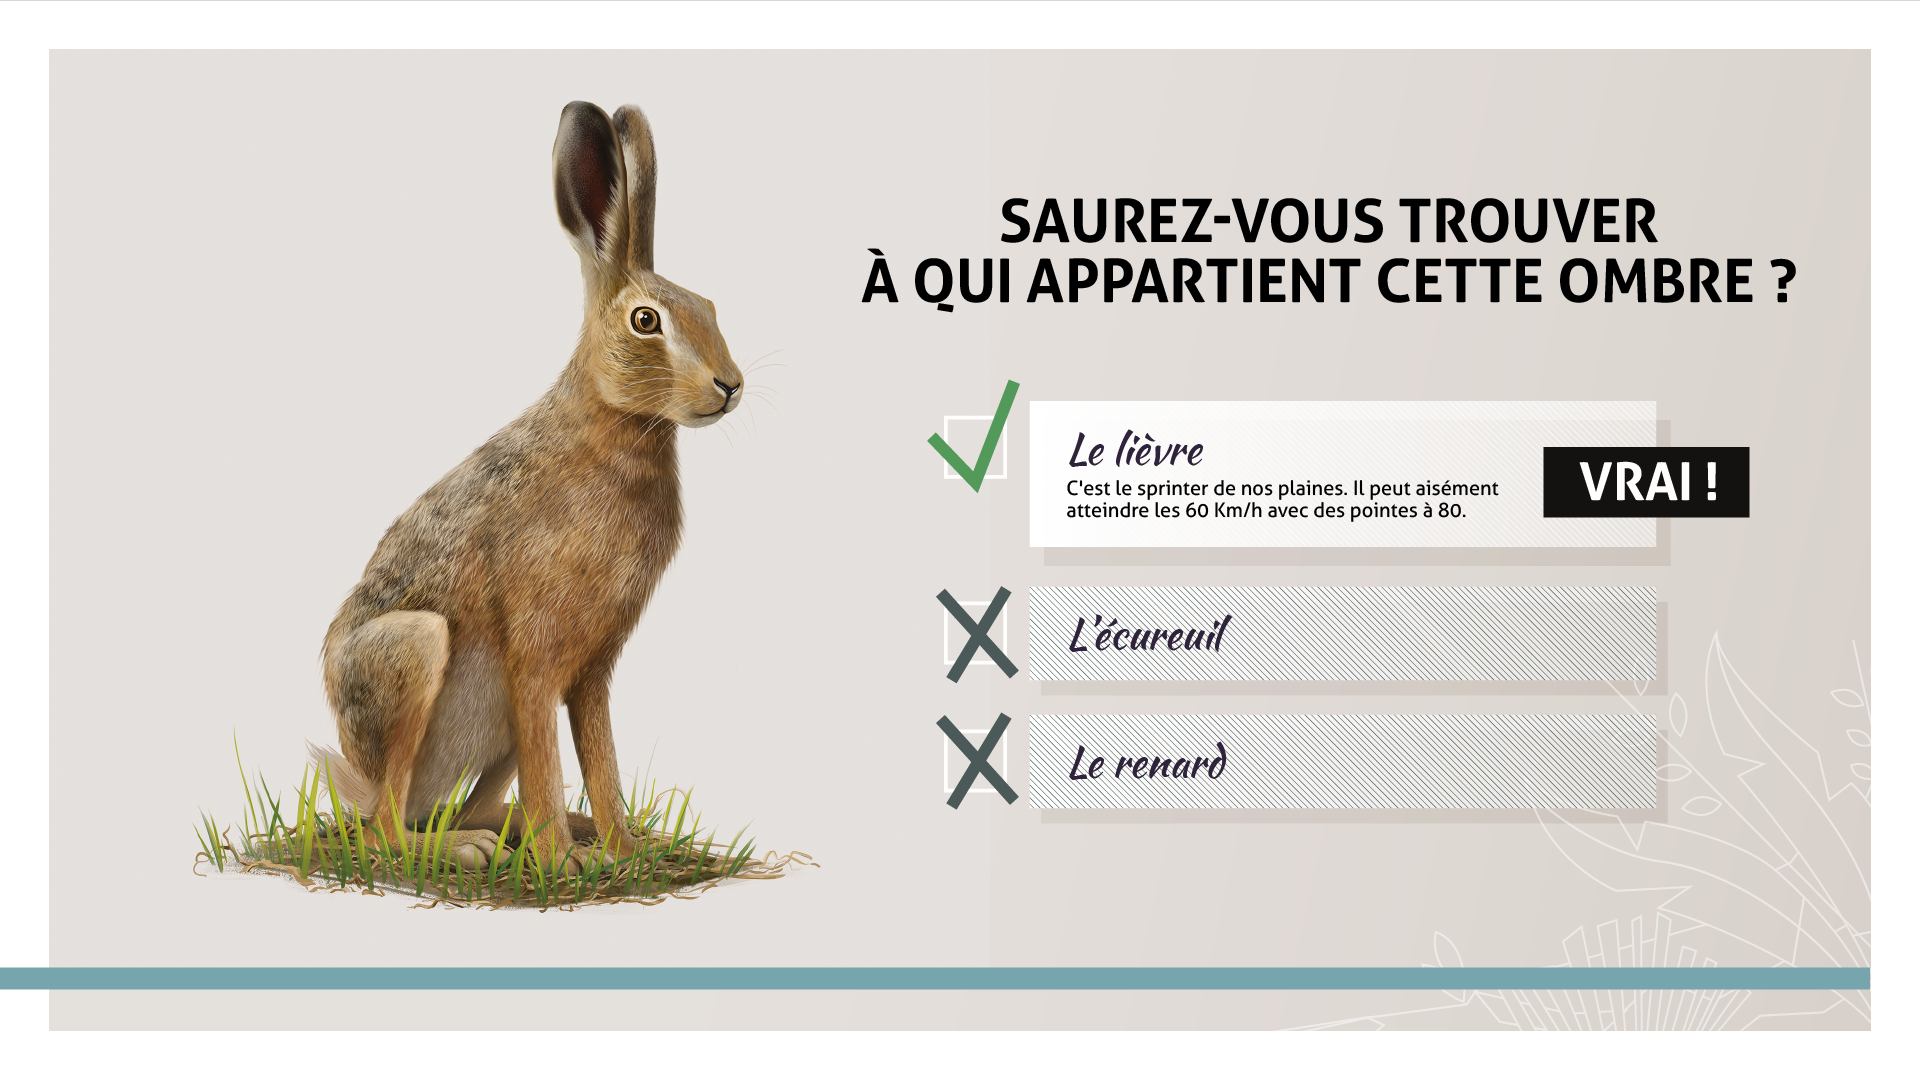 SAUREZ-VOUS TROUVER
À QUI APPARTIENT CETTE OMBRE ?
Le lièvre
C'est le sprinter de nos plaines. Il peut aisément
atteindre les 60 Km/h avec des pointes à 80.
VRAI !
L'écureuil
Le renard